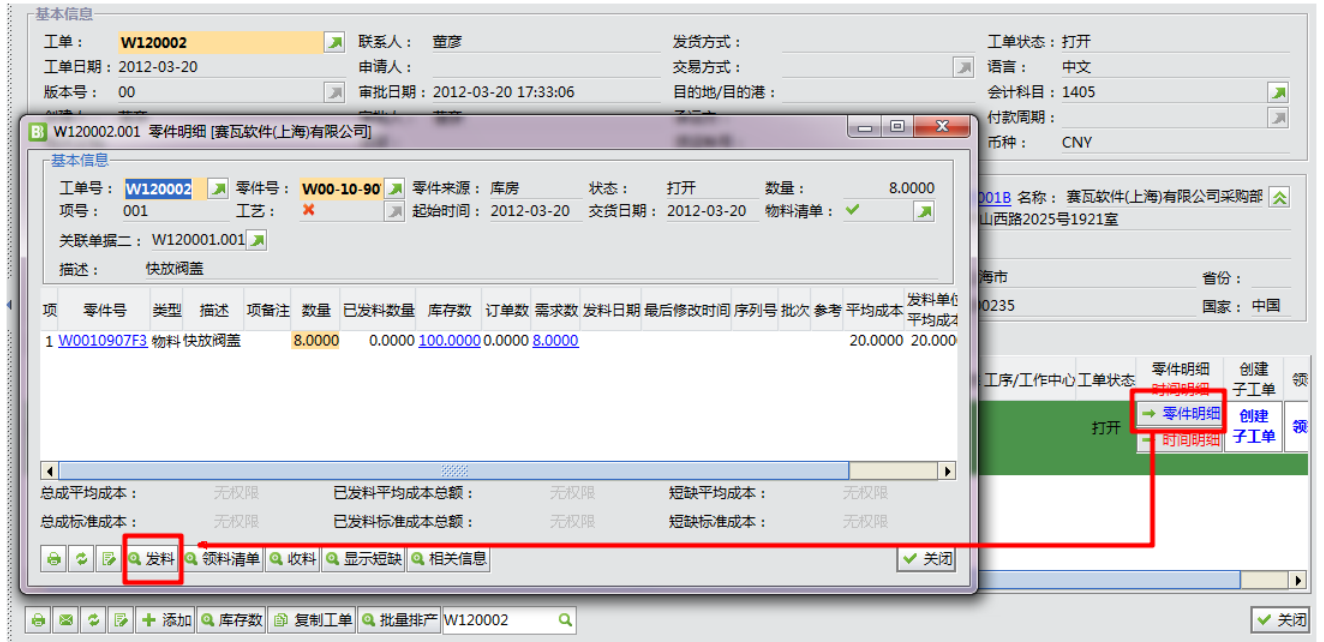 基本信息
工单： W120002 联系人： 董彦 发货方式： 工单状态：打开
工单日期：2012-03-20 申请人： 交易方式： 语言： 中文
版本号： 00 审批日期：2012-03-20 17:33:06 目的地/目的港： 会计科目：1405
付款周期：
币种： CNY
W120002.001 零件明细 [赛瓦软件(上海)有限公司]
基本信息
工单号： W120002 零件号： W00-10-90 零件来源： 库房 状态： 打开 数量： 8.0000
项号： 001 工艺： 起始时间：2012-03-20 交货日期：2012-03-20 物料清单：
关联单据二： W120001.001
描述： 快放阀盖
项 零件号 类型 描述 项备注 数量 已发料数量 库存数 订单数 需求数 发料日期 最后修改时间 序列号 批次 参考 平均成本 发料单位
平均成本
1 W0010907F3 物料 快放阀盖 8.0000 0.0000 100.0000 0.0000 8.0000 20.0000 20.000
总成平均成本： 无权限 已发料平均成本总额： 无权限 短缺平均成本： 无权限
总成标准成本： 无权限 已发料标准成本总额： 无权限 短缺标准成本： 无权限
发料 领料清单 收料 显示短缺 相关信息 关闭
001B 名称： 赛瓦软件(上海)有限公司采购部
山西路2025号1921室
海市 省份：
00235 国家： 中国
工序/工作中心 工单状态 零件明细 创建 领
时间明细 子工单
打开 零件明细 创建 领
时间明细 子工单
添加 库存数 复制工单 批量排产 W120002 关闭